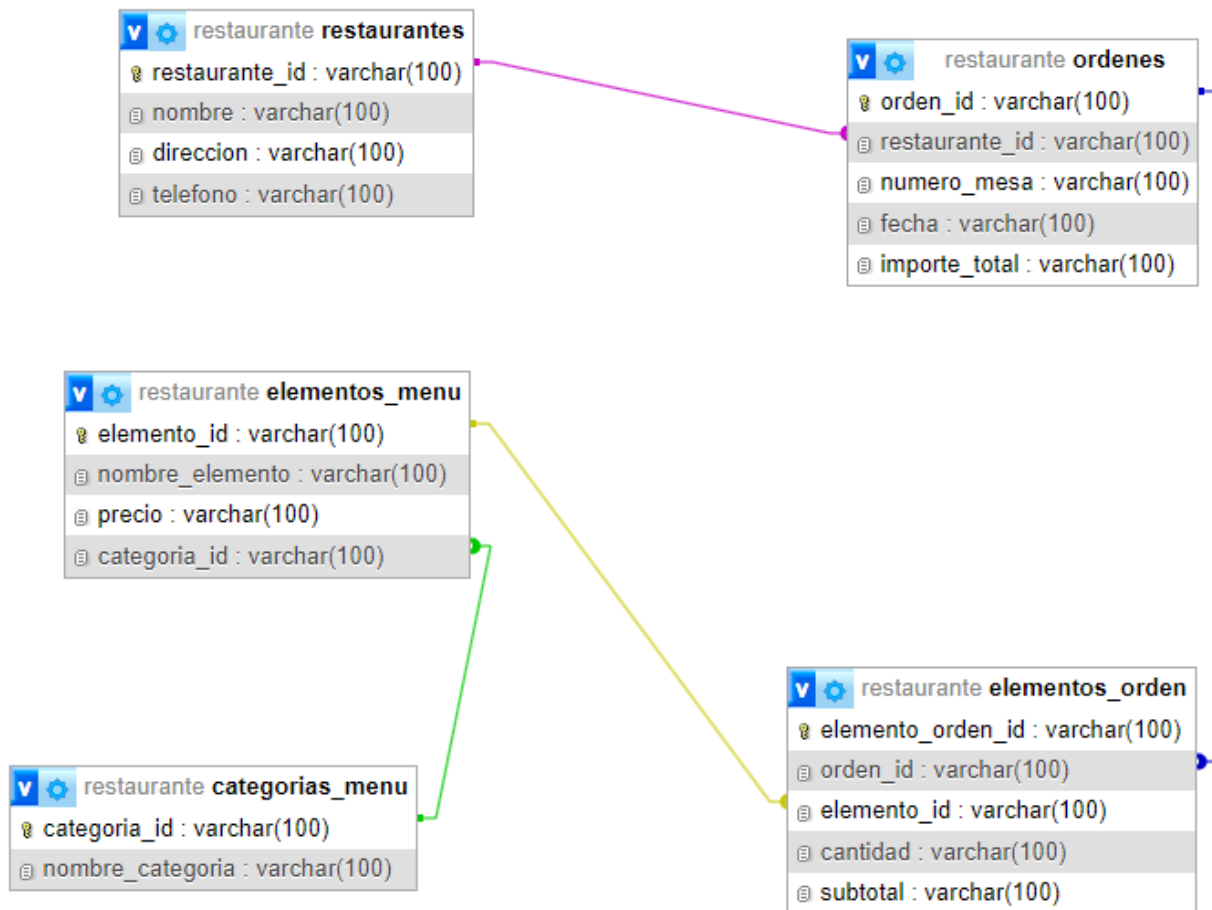 restaurante restaurantes
restaurante_id : varchar(100)
nombre : varchar(100)
direccion : varchar(100)
telefono : varchar(100)
restaurante ordenes
orden_id : varchar(100)
restaurante_id : varchar(100)
numero_mesa : varchar(100)
fecha : varchar(100)
importe_total : varchar(100)
restaurante elementos_menu
elemento_id : varchar(100)
nombre_elemento : varchar(100)
precio : varchar(100)
categoria_id : varchar(100)
restaurante categorias_menu
categoria_id : varchar(100)
nombre_categoria : varchar(100)
restaurante elementos_orden
elemento_orden_id : varchar(100)
orden_id : varchar(100)
elemento_id : varchar(100)
cantidad : varchar(100)
subtotal : varchar(100)